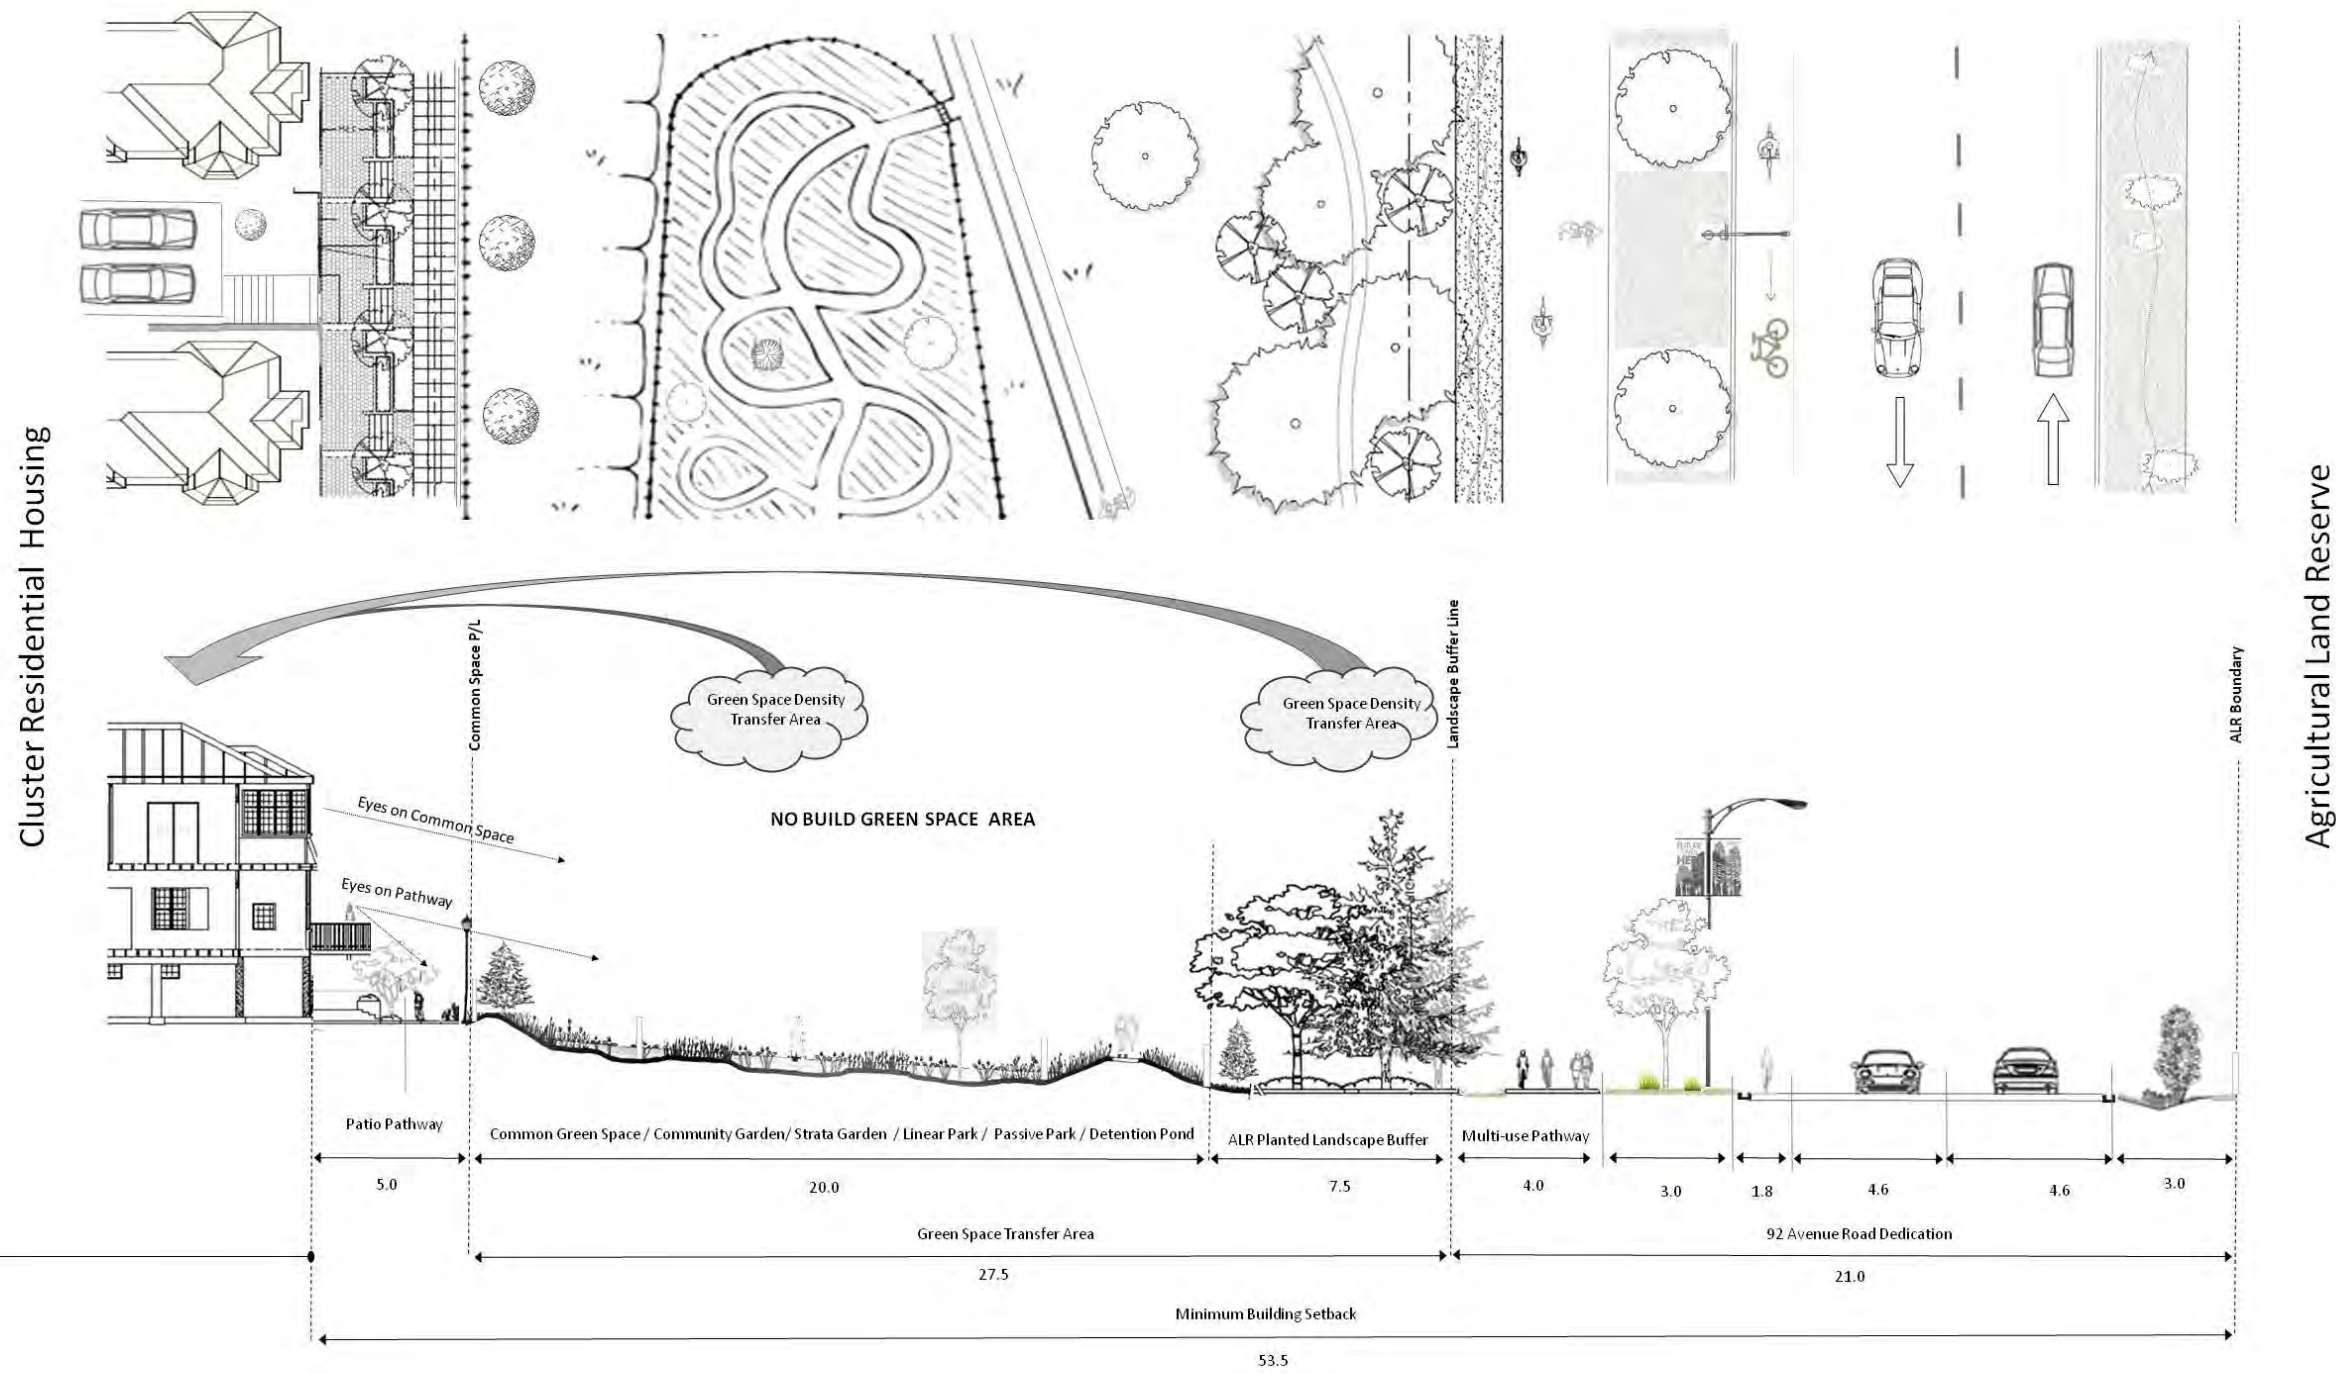 Cluster Residential Housing
Agricultural Land Reserve
Common Space P/L
Landscape Buffer Line
ALR Boundary
Green Space Density
Transfer Area
Green Space Density
Transfer Area
NO BUILD GREEN SPACE AREA
Eyes on Common Space
Eyes on Pathway
Patio Pathway
Common Green Space / Community Garden/ Strata Garden / Linear Park / Passive Park / Detention Pond
ALR Planted Landscape Buffer
Multi-use Pathway
5.0
20.0
7.5
4.0
3.0
1.8
4.6
4.6
3.0
Green Space Transfer Area
92 Avenue Road Dedication
27.5
21.0
Minimum Building Setback
53.5